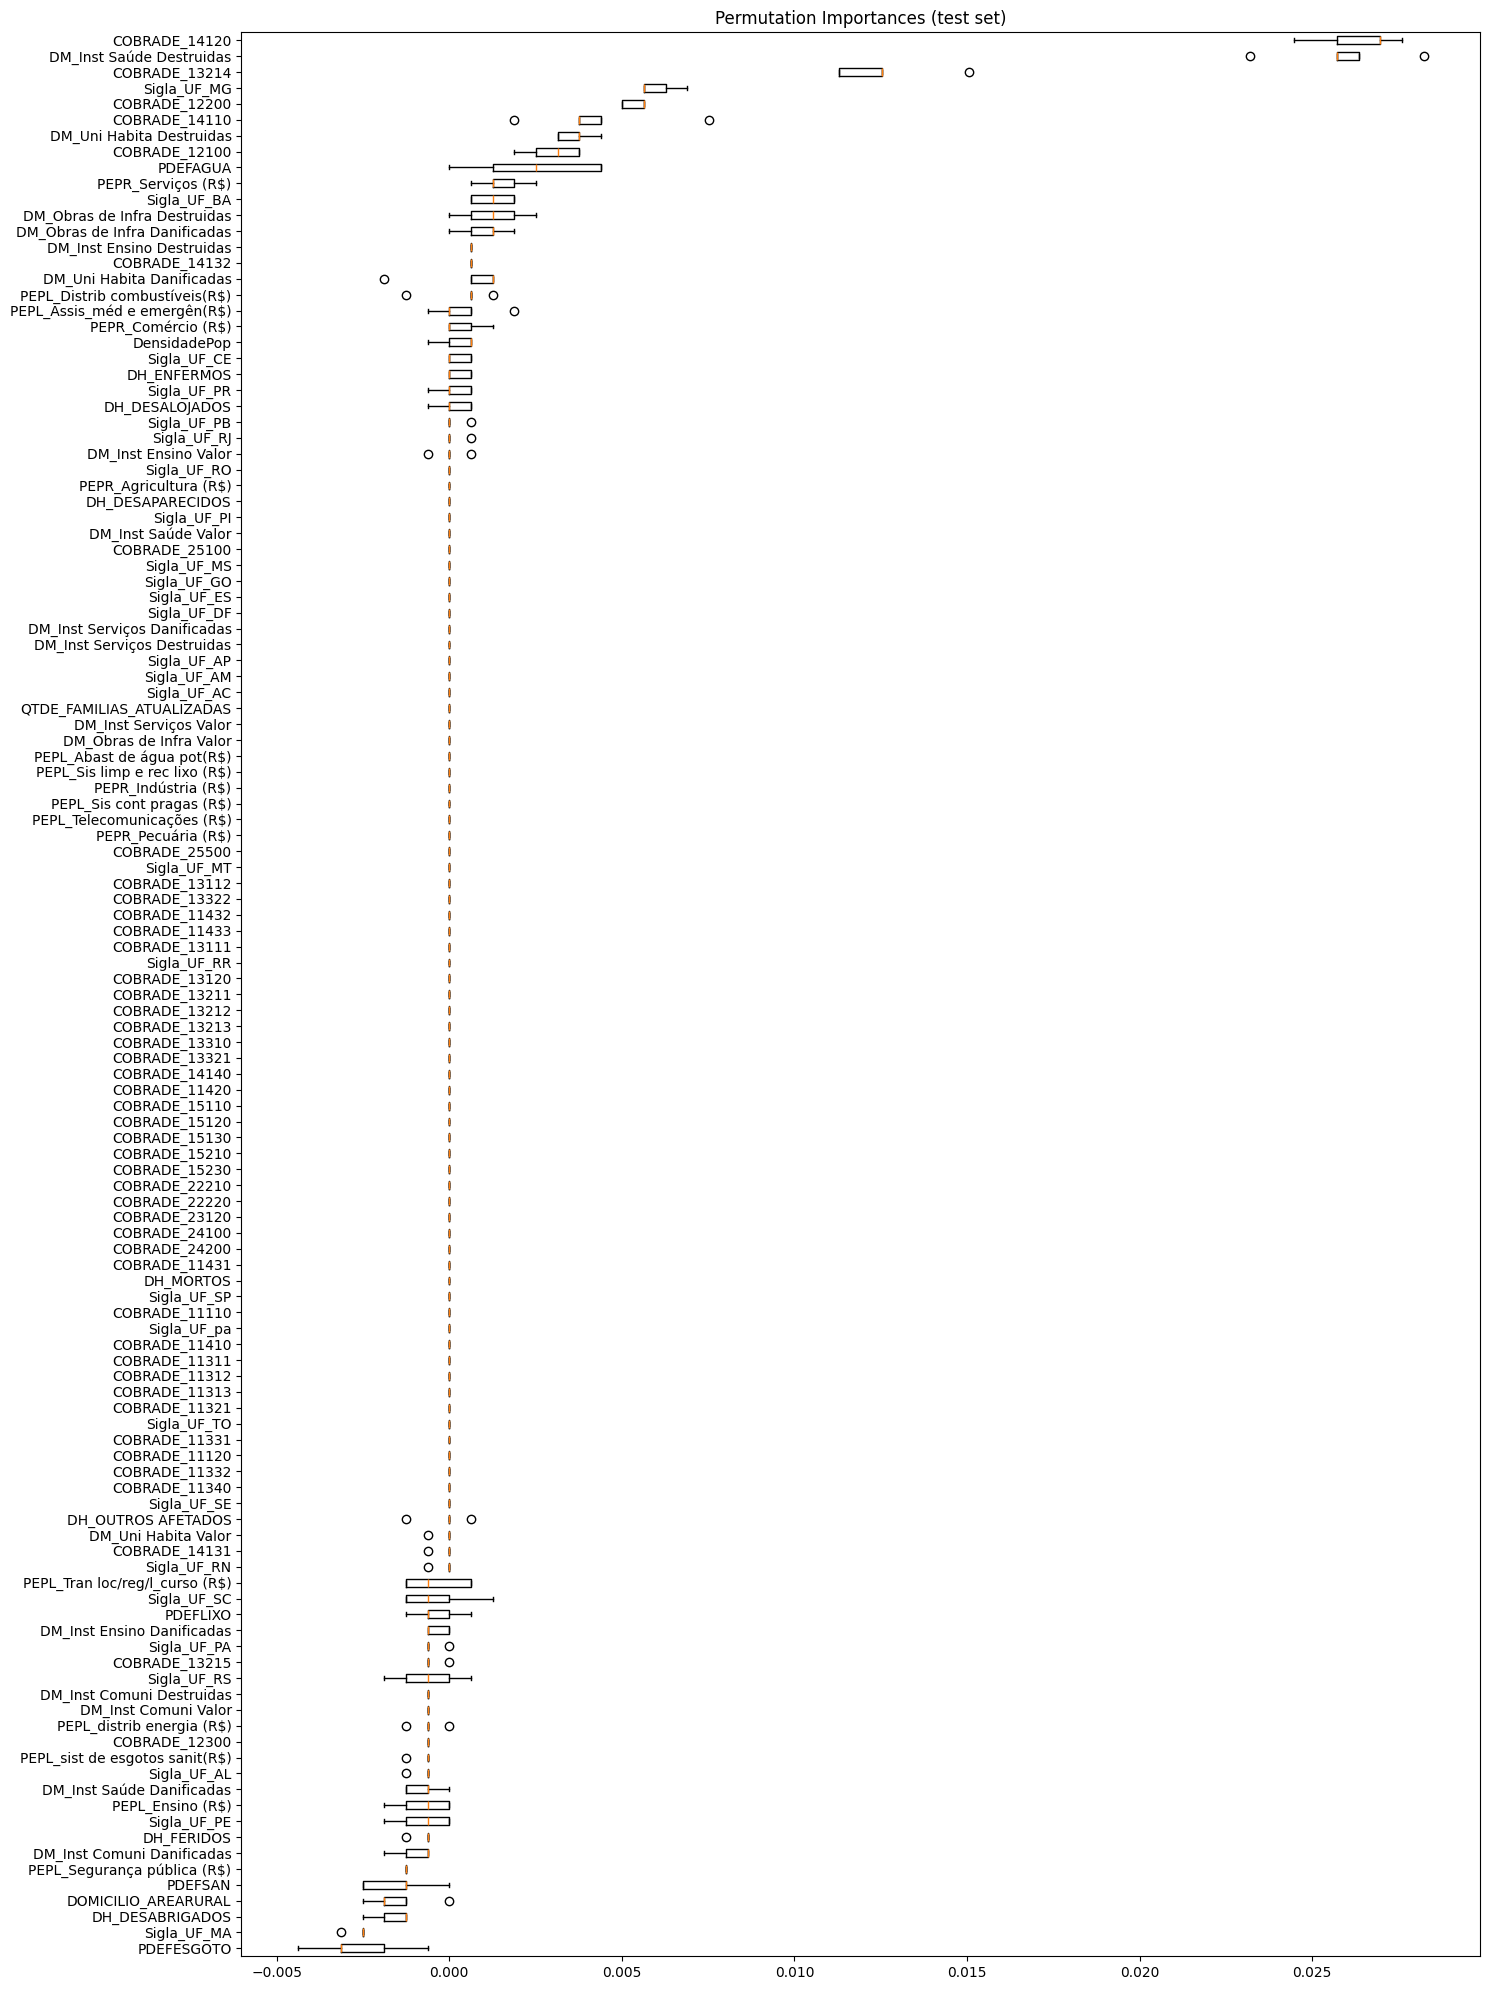 Permutation Importances (test set)
COBRADE_14120
DM_Inst Saúde Destruidas
COBRADE_13214
Sigla_UF_MG
COBRADE_12200
COBRADE_14110
DM_Uni Habita Destruidas
COBRADE_12100
PDEFAGUA
PEPR_Serviços (R$)
Sigla_UF_BA
DM_Obras de Infra Destruidas
DM_Obras de Infra Danificadas
DM_Inst Ensino Destruidas
COBRADE_14132
DM_Uni Habita Danificadas
PEPL_Distrib combustíveis(R$)
PEPL_Assis_méd e emergên(R$)
PEPR_Comércio (R$)
DensidadePop
Sigla_UF_CE
DH_ENFERMOS
Sigla_UF_PR
DH_DESALOJADOS
Sigla_UF_PB
Sigla_UF_RJ
DM_Inst Ensino Valor
Sigla_UF_RO
PEPR_Agricultura (R$)
DH_DESAPARECIDOS
Sigla_UF_PI
DM_Inst Saúde Valor
COBRADE_25100
Sigla_UF_MS
Sigla_UF_GO
Sigla_UF_ES
Sigla_UF_DF
DM_Inst Serviços Danificadas
DM_Inst Serviços Destruidas
Sigla_UF_AP
Sigla_UF_AM
Sigla_UF_AC
QTDE_FAMILIAS_ATUALIZADAS
DM_Inst Serviços Valor
DM_Obras de Infra Valor
PEPL_Abast de água pot(R$)
PEPL_Sis limp e rec lixo (R$)
PEPR_Indústria (R$)
PEPL_Sis cont pragas (R$)
PEPL_Telecomunicações (R$)
PEPR_Pecuária (R$)
COBRADE_25500
Sigla_UF_MT
COBRADE_13112
COBRADE_13322
COBRADE_11432
COBRADE_11433
COBRADE_13111
Sigla_UF_RR
COBRADE_13120
COBRADE_13211
COBRADE_13212
COBRADE_13213
COBRADE_13310
COBRADE_13321
COBRADE_14140
COBRADE_11420
COBRADE_15110
COBRADE_15120
COBRADE_15130
COBRADE_15210
COBRADE_15230
COBRADE_22210
COBRADE_22220
COBRADE_23120
COBRADE_24100
COBRADE_24200
COBRADE_11431
DH_MORTOS
Sigla_UF_SP
COBRADE_11110
Sigla_UF_pa
COBRADE_11410
COBRADE_11311
COBRADE_11312
COBRADE_11313
COBRADE_11321
Sigla_UF_TO
COBRADE_11331
COBRADE_11120
COBRADE_11332
COBRADE_11340
Sigla_UF_SE
DH_OUTROS AFETADOS
DM_Uni Habita Valor
COBRADE_14131
Sigla_UF_RN
PEPL_Tran loc/reg/l_curso (R$)
Sigla_UF_SC
PDEFLIXO
DM_Inst Ensino Danificadas
Sigla_UF_PA
COBRADE_13215
Sigla_UF_RS
DM_Inst Comuni Destruidas
DM_Inst Comuni Valor
PEPL_distrib energia (R$)
COBRADE_12300
PEPL_sist de esgotos sanit(R$)
Sigla_UF_AL
DM_Inst Saúde Danificadas
PEPL_Ensino (R$)
Sigla_UF_PE
DH_FERIDOS
DM_Inst Comuni Danificadas
PEPL_Segurança pública (R$)
PDEFSAN
DOMICILIO_AREARURAL
DH_DESABRIGADOS
Sigla_UF_MA
PDEFESGOTO
−0.005 0.000 0.005 0.010 0.015 0.020 0.025